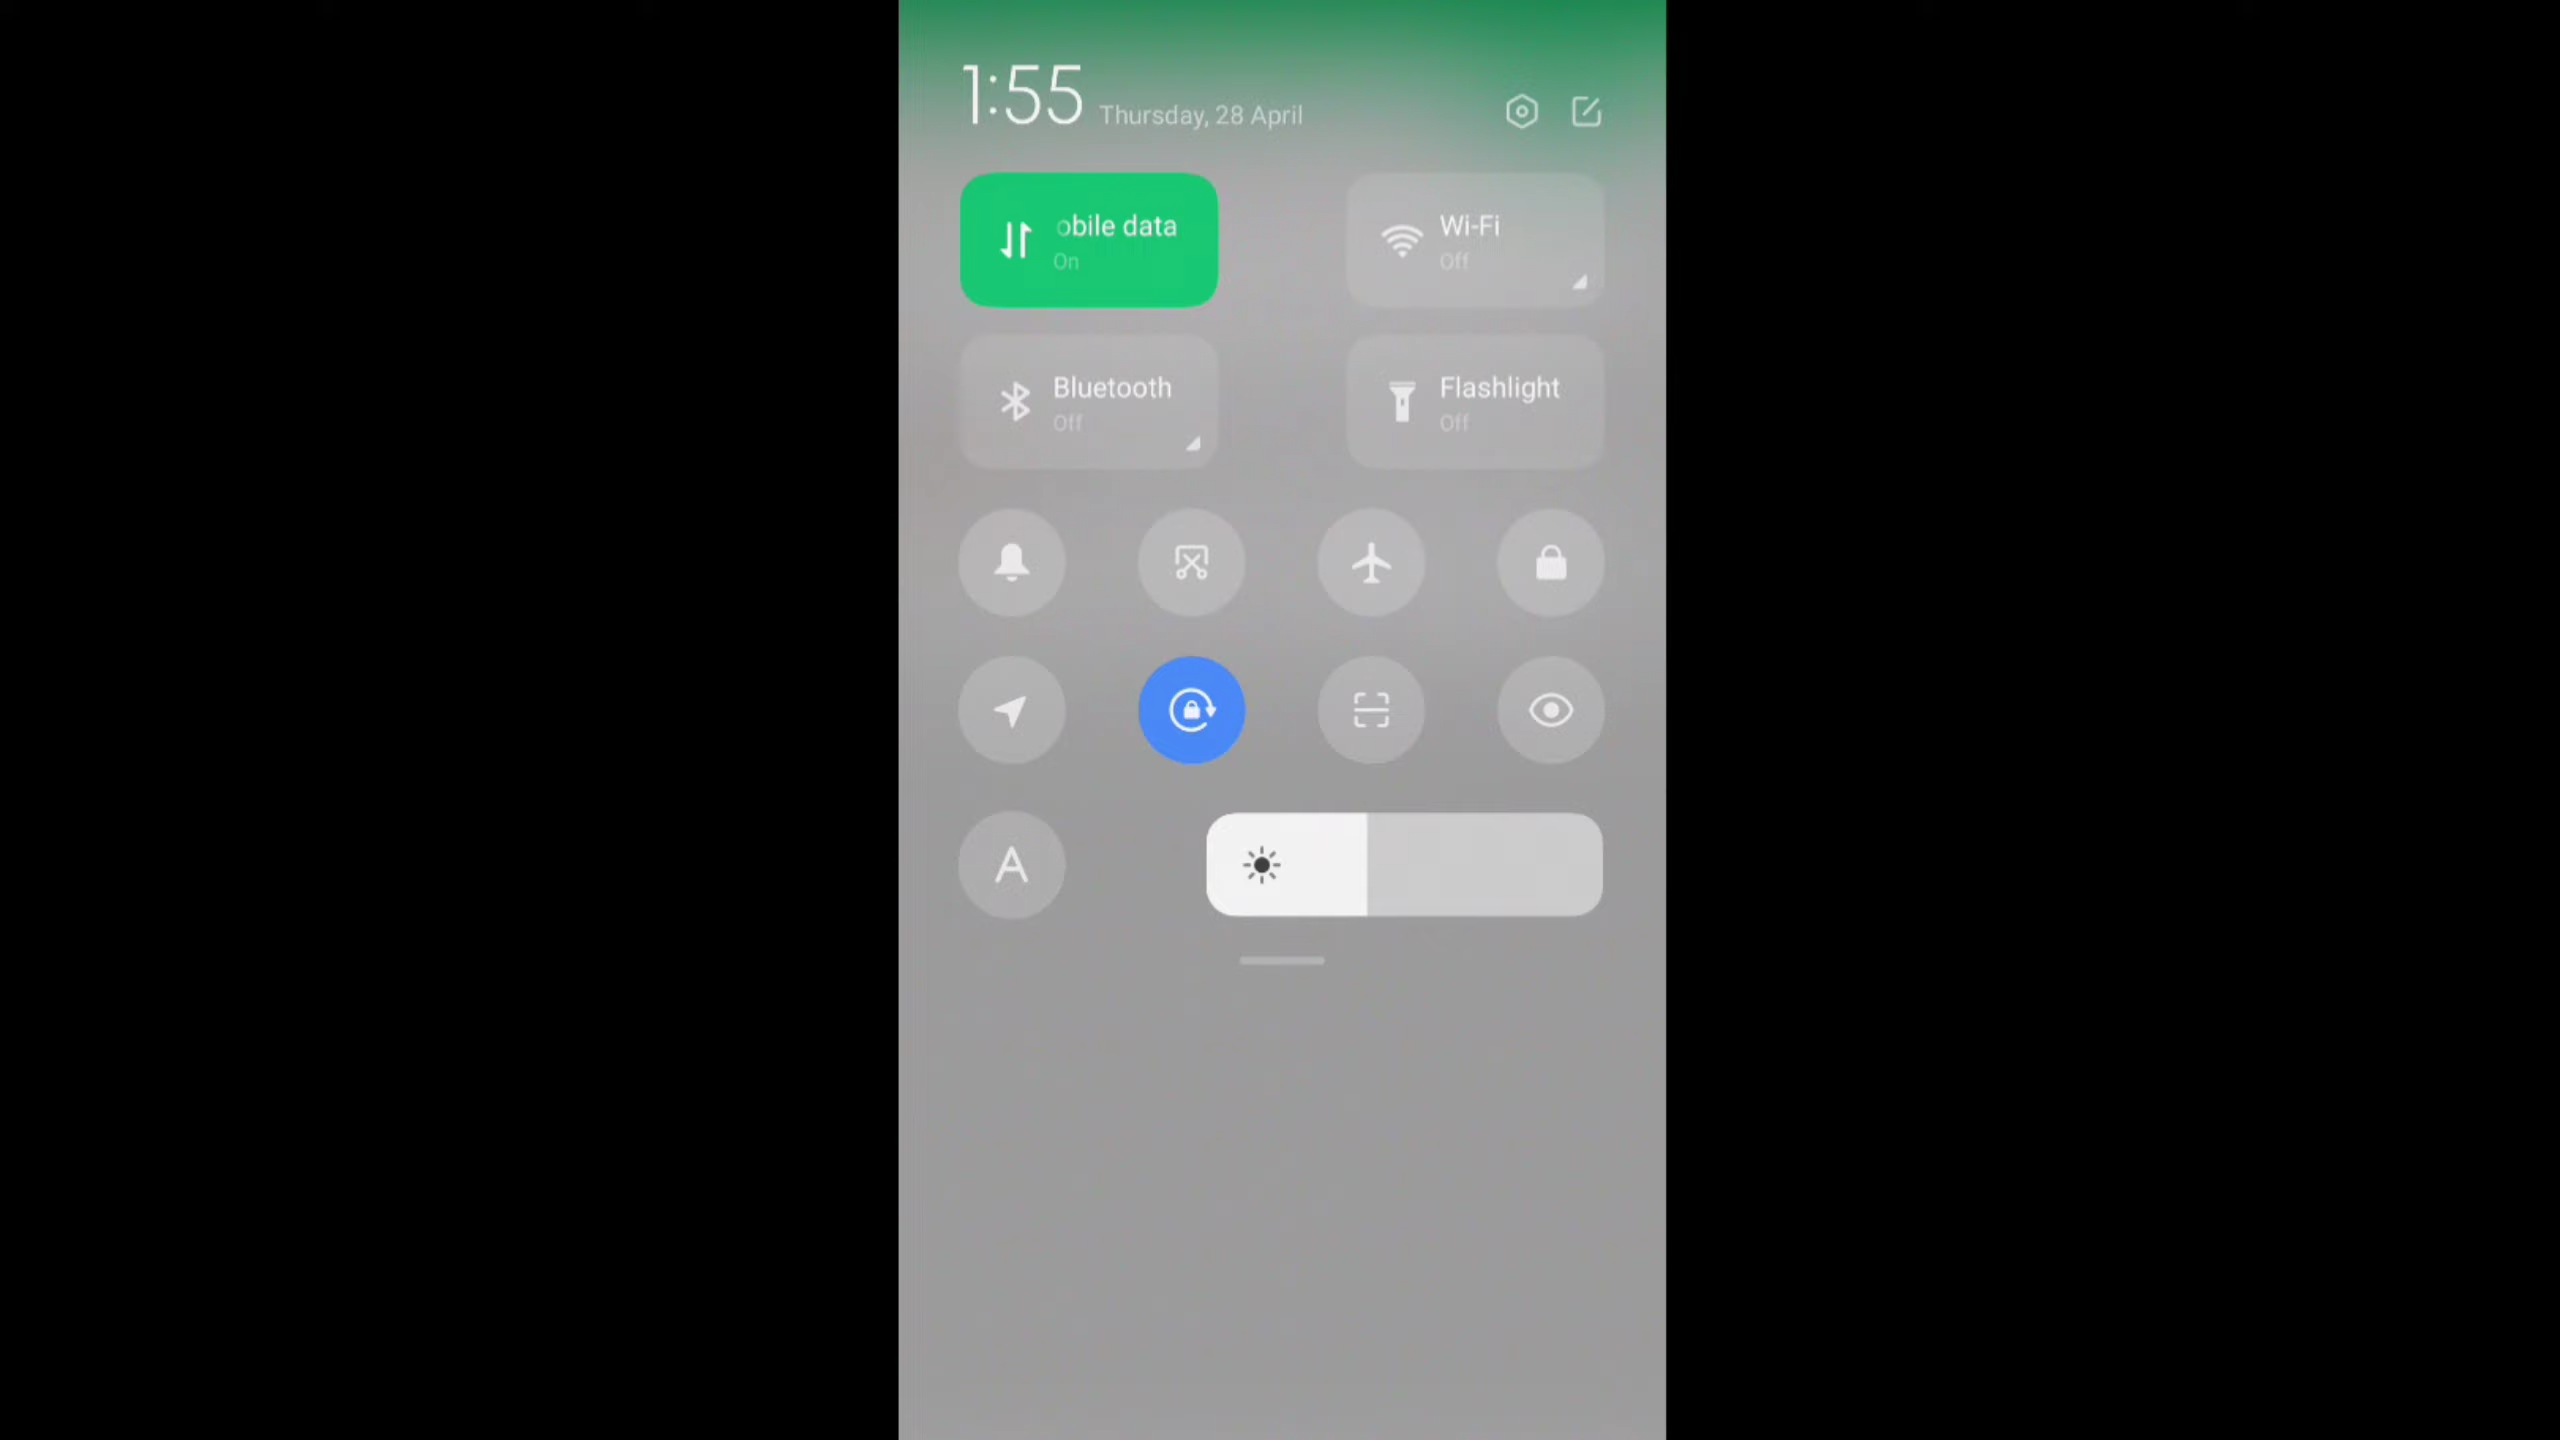 1:55 Thursday, 28 April
obile data
On
Wi-Fi
Off
Bluetooth
Off
Flashlight
Off
A